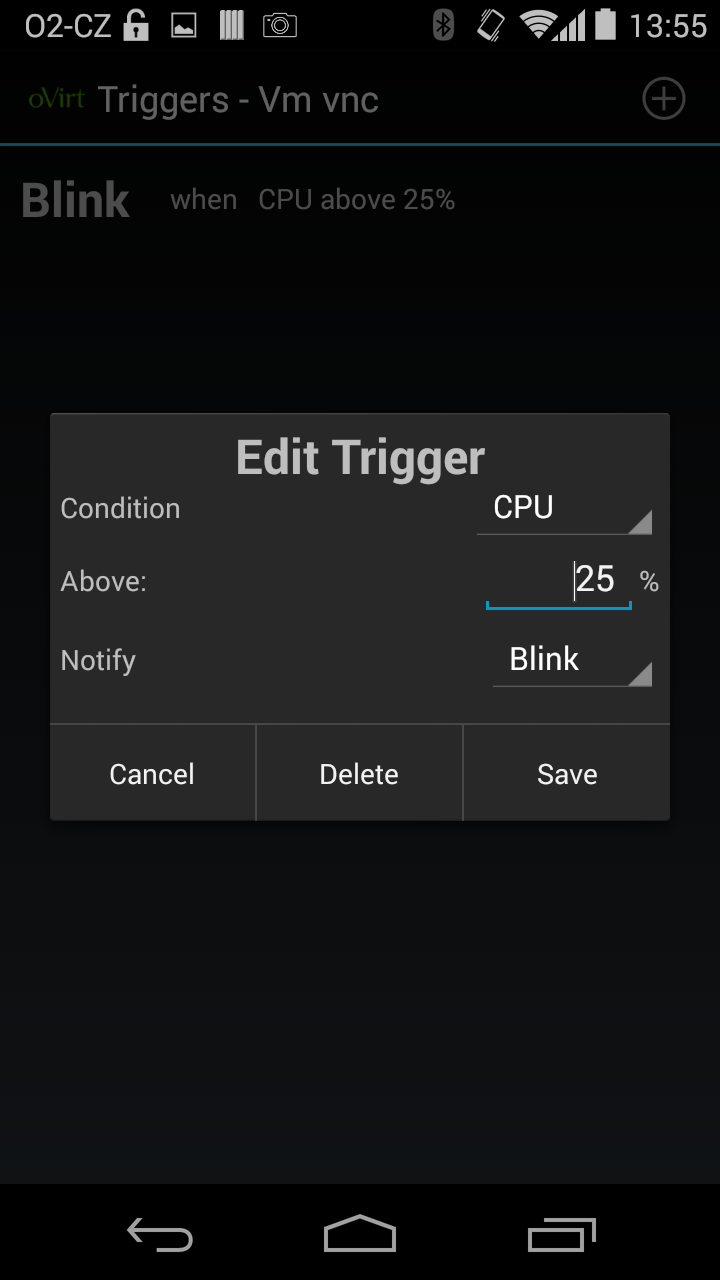 O2-CZ 13:55
oVirt Triggers - Vm vnc
Blink when CPU above 25%
Edit Trigger
Condition CPU
Above: 25 %
Notify Blink
Cancel Delete Save